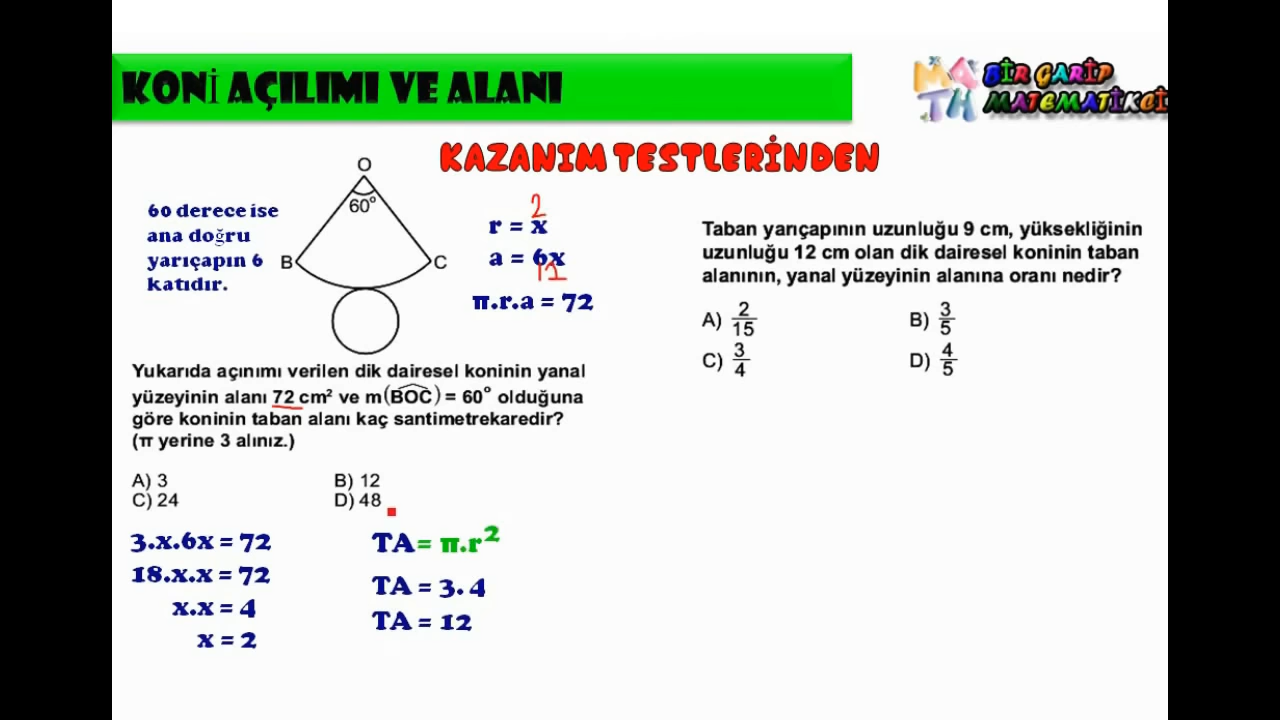 KONİ AÇILIMI VE ALANI
MATH
BİR GARİP
MATEMATİKCİ
KAZANIM TESTLERİNDEN
60 derece ise
ana doğru
yarıçapın 6
katıdır.
O
60°
B
C
2
r = x
a = 6x
12
π.r.a = 72
Yukarıda açınımı verilen dik dairesel koninin yanal
yüzeyinin alanı 72 cm² ve m(BOC) = 60° olduğuna
göre koninin taban alanı kaç santimetrekaredir?
(π yerine 3 alınız.)
A) 3 B) 12
C) 24 D) 48
3.x.6x = 72
18.x.x = 72
x.x = 4
x = 2
TA = π.r²
TA = 3.4
TA = 12
Taban yarıçapının uzunluğu 9 cm, yüksekliğinin
uzunluğu 12 cm olan dik dairesel koninin taban
alanının, yanal yüzeyinin alanına oranı nedir?
A) 2/15 B) 3/5
C) 3/4 D) 4/5